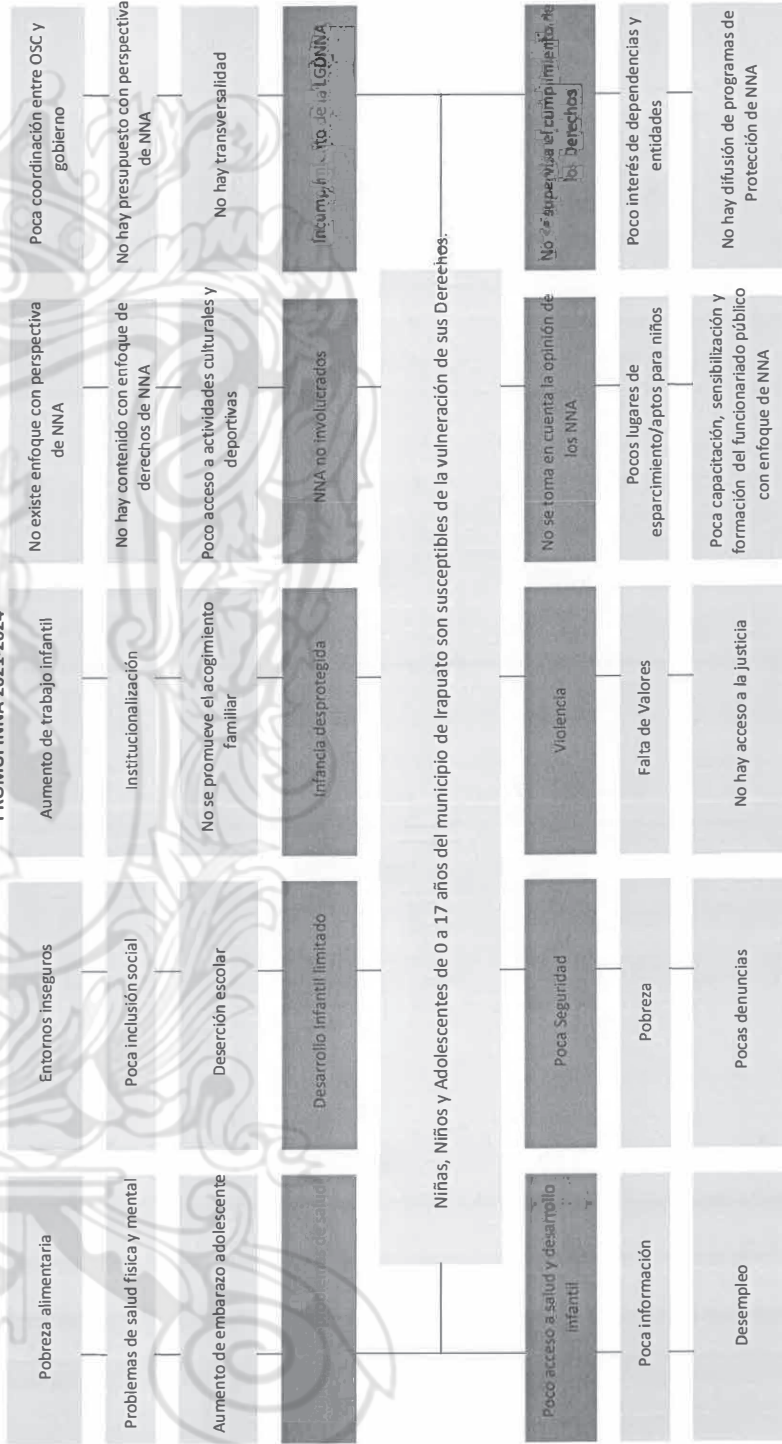 PROMUPINNA 2021-2024
Pobreza alimentaria
Entornos inseguros
Aumento de trabajo infantil
No existe enfoque con perspectiva
de NNA
Poca coordinación entre OSC y
gobierno
Problemas de salud física y mental
Poca inclusión social
Institucionalización
No hay contenido con enfoque de
derechos de NNA
No hay presupuesto con perspectiva
de NNA
Aumento de embarazo adolescente
Deserción escolar
No se promueve el acogimiento
familiar
Poco acceso a actividades culturales y
deportivas
No hay transversalidad
Problemas de salud
Desarrollo Infantil limitado
Infancia desprotegida
NNA no involucrados
Incumplimiento de la LGDNNA
Niñas, Niños y Adolescentes de 0 a 17 años del municipio de Irapuato son susceptibles de la vulneración de sus Derechos.
Poco acceso a salud y desarrollo
infantil
Poca Seguridad
Violencia
No se toma en cuenta la opinión de
los NNA
No se supervisa el cumplimiento de
los Derechos
Poca información
Pobreza
Falta de Valores
Pocos lugares de
esparcimiento/aptos para niños
Poco interés de dependencias y
entidades
Desempleo
Pocas denuncias
No hay acceso a la justicia
Poca capacitación, sensibilización y
formación del funcionariado público
con enfoque de NNA
No hay difusión de programas de
Protección de NNA